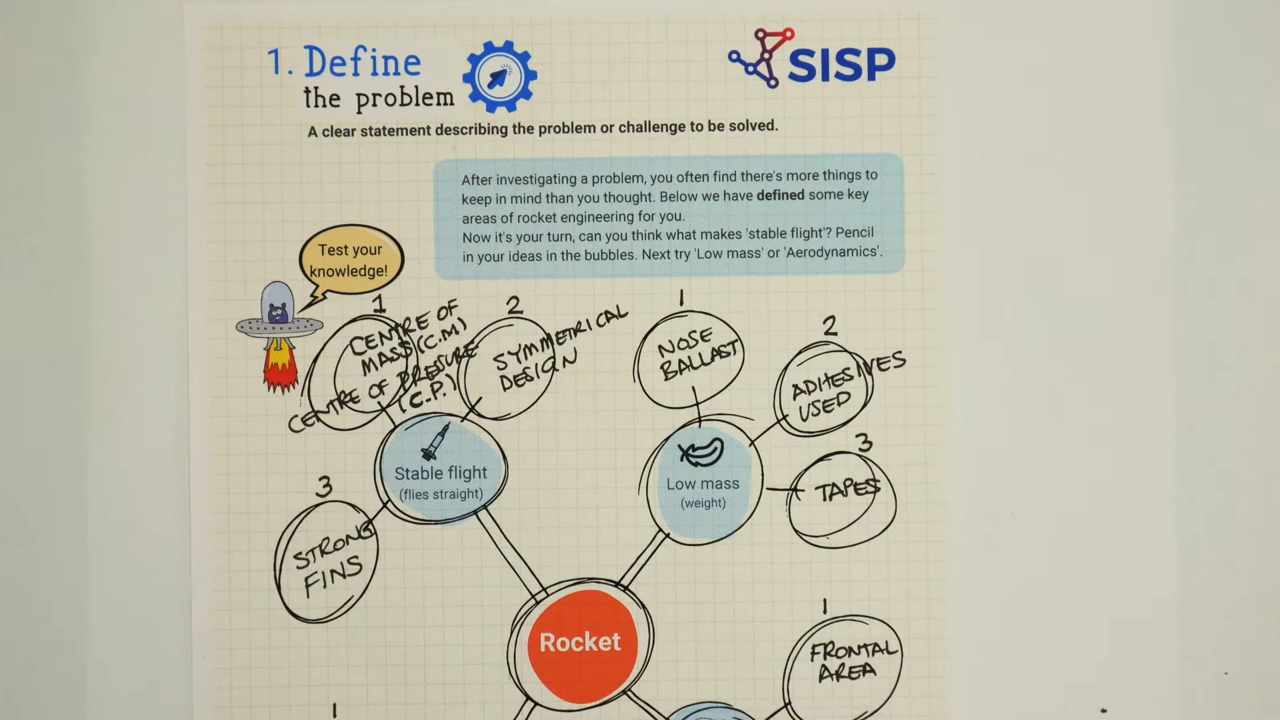 1. Define
the problem
SISP
A clear statement describing the problem or challenge to be solved.
After investigating a problem, you often find there's more things to
keep in mind than you thought. Below we have defined some key
areas of rocket engineering for you.
Now it's your turn, can you think what makes 'stable flight'? Pencil
in your ideas in the bubbles. Next try 'Low mass' or 'Aerodynamics'.
Test your
knowledge!
1
CENTRE OF
MASS (C.M)
CENTRE OF PRESURE
(C.P.)
2
SYMMETRICAL
DESIGN
1
NOSE
BALLAST
2
ADHESIVES
USED
3
TAPES
Stable flight
(flies straight)
Low mass
(weight)
3
STRONG
FINS
Rocket
1
FRONTAL
AREA
1